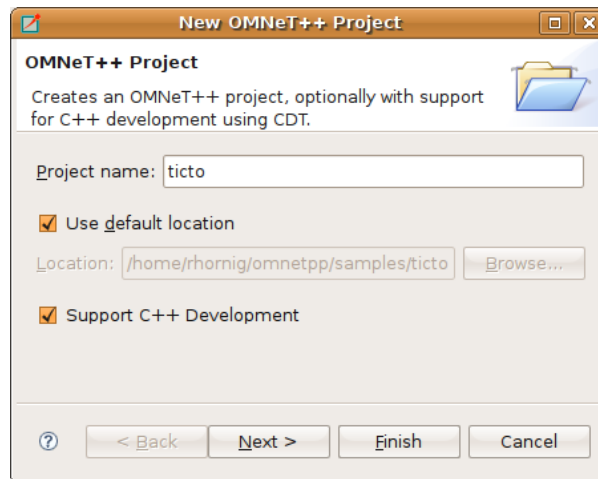 New OMNeT++ Project
OMNeT++ Project
Creates an OMNeT++ project, optionally with support
for C++ development using CDT.
Project name: ticto
Use default location
Location: /home/rhornig/omnetpp/samples/ticto Browse...
Support C++ Development
? < Back Next > Finish Cancel